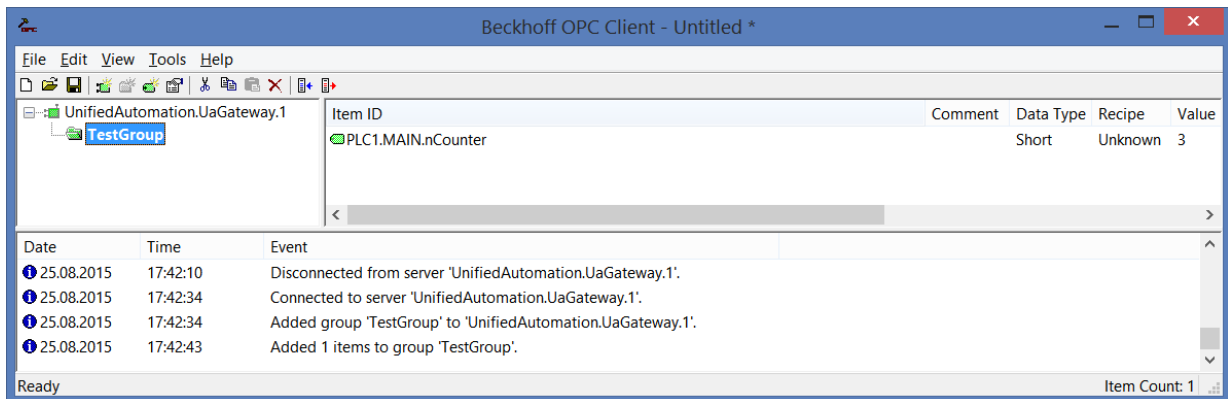 Beckhoff OPC Client - Untitled *
File Edit View Tools Help
UnifiedAutomation.UaGateway.1
TestGroup
Item ID Comment Data Type Recipe Value
PLC1.MAIN.nCounter Short Unknown 3
Date Time Event
25.08.2015 17:42:10 Disconnected from server 'UnifiedAutomation.UaGateway.1'.
25.08.2015 17:42:34 Connected to server 'UnifiedAutomation.UaGateway.1'.
25.08.2015 17:42:34 Added group 'TestGroup' to 'UnifiedAutomation.UaGateway.1'.
25.08.2015 17:42:43 Added 1 items to group 'TestGroup'.
Ready Item Count: 1